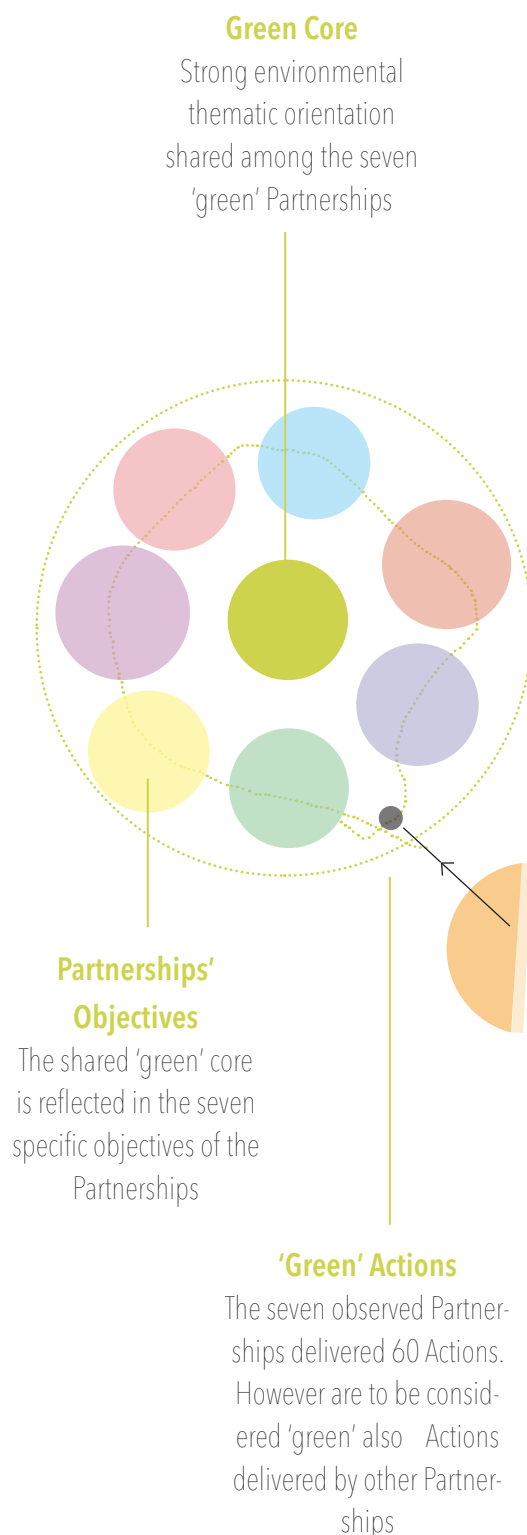 Green Core
Strong environmental
thematic orientation
shared among the seven
‘green’ Partnerships
Partnerships’
Objectives
The shared ‘green’ core
is reflected in the seven
specific objectives of the
Partnerships
‘Green’ Actions
The seven observed Partner-
ships delivered 60 Actions.
However are to be consid-
ered ‘green’ also Actions
delivered by other Partner-
ships